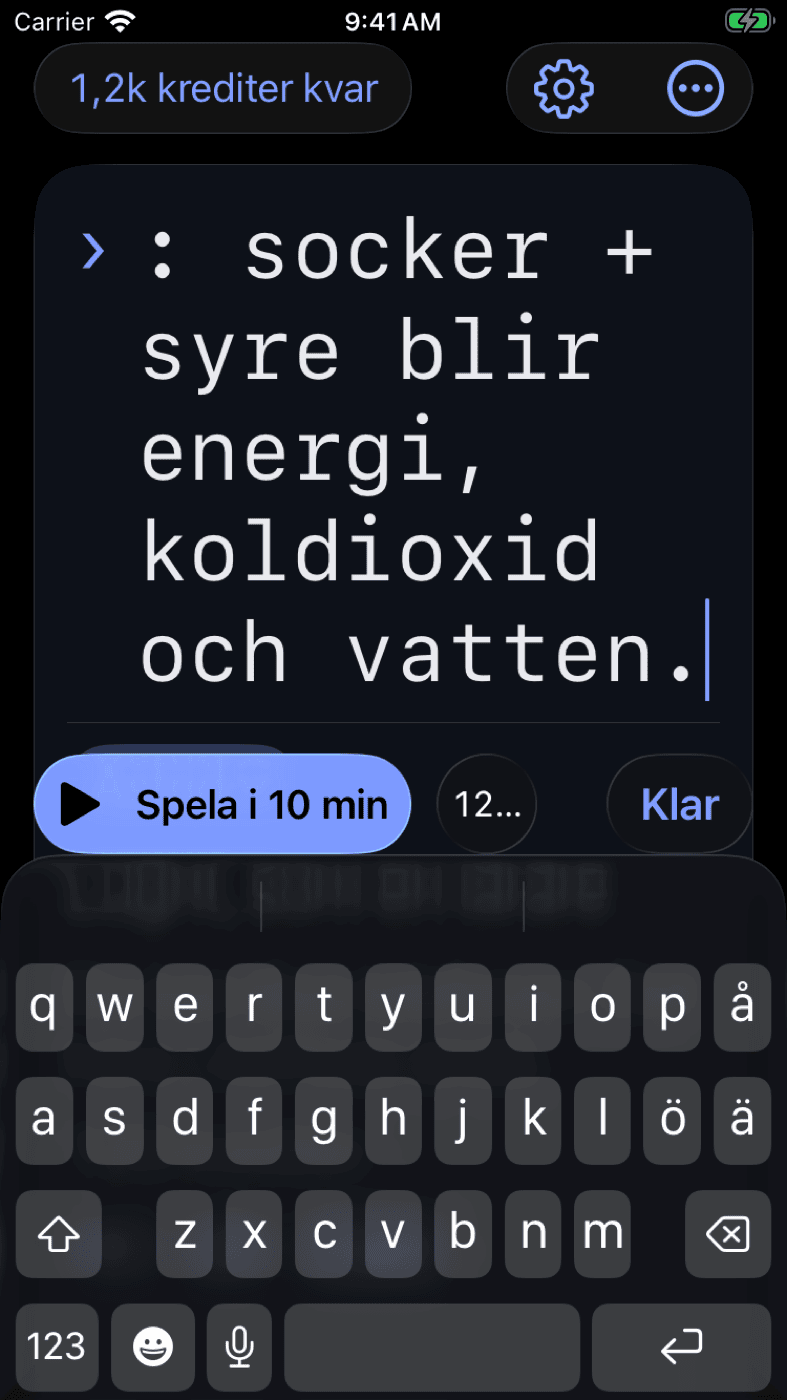 Carrier 9:41 AM
1,2k krediter kvar
: socker +
syre blir
energi,
koldioxid
och vatten.
Spela i 10 min 12... Klar
q w e r t y u i o p å
a s d f g h j k l ö ä
z x c v b n m
123